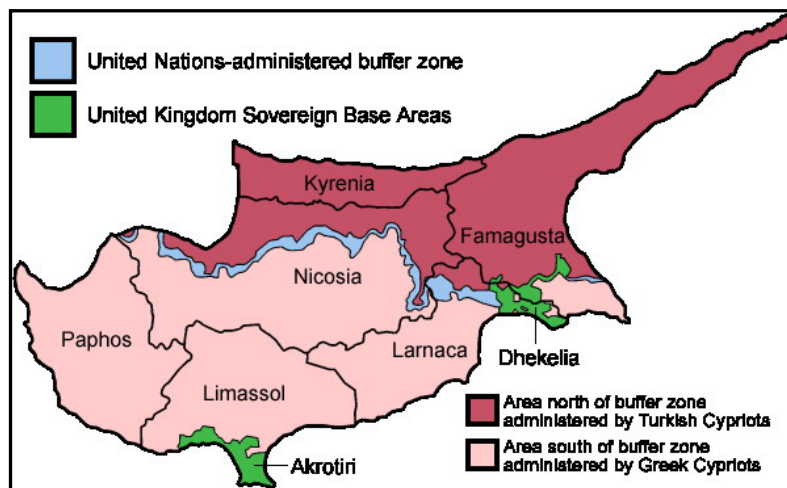 United Nations-administered buffer zone
United Kingdom Sovereign Base Areas
Kyrenia
Famagusta
Nicosia
Paphos
Larnaca
Limassol
Dhekelia
Akrotiri
Area north of buffer zone
administered by Turkish Cypriots
Area south of buffer zone
administered by Greek Cypriots